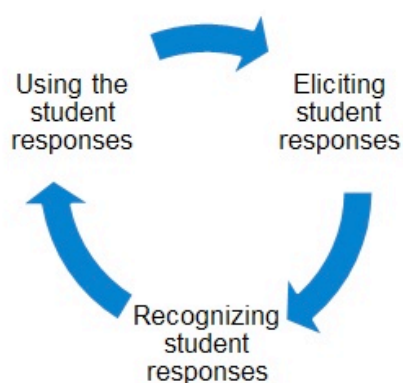 Using the
student
responses
Eliciting
student
responses
Recognizing
student
responses